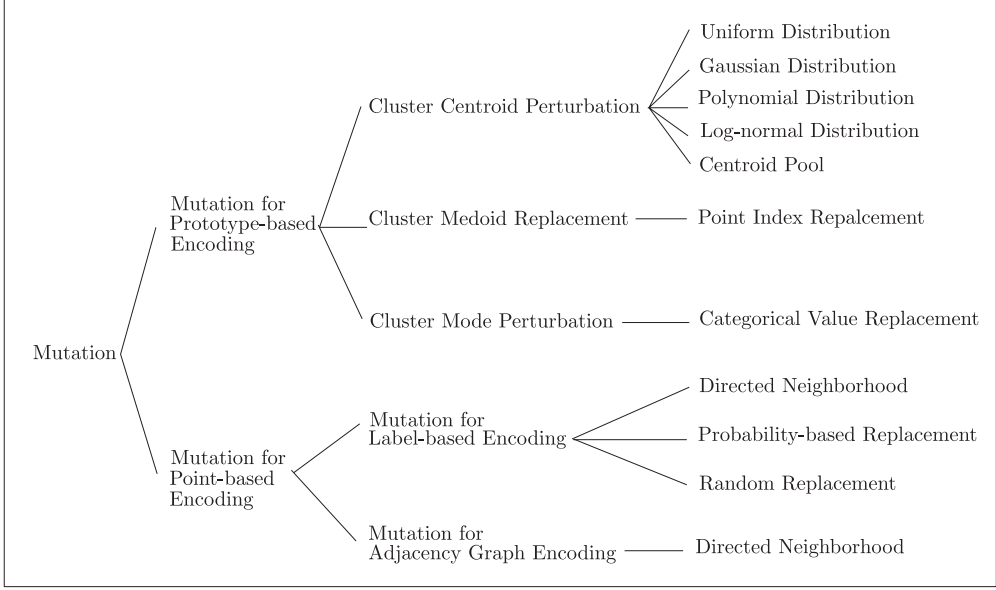 Uniform Distribution
Gaussian Distribution
Cluster Centroid Perturbation
Polynomial Distribution
Log-normal Distribution
Centroid Pool
Mutation for
Prototype-based
Encoding
Cluster Medoid Replacement
Point Index Repalcement
Cluster Mode Perturbation
Categorical Value Replacement
Mutation
Directed Neighborhood
Mutation for
Label-based Encoding
Probability-based Replacement
Mutation for
Point-based
Encoding
Random Replacement
Mutation for
Adjacency Graph Encoding
Directed Neighborhood